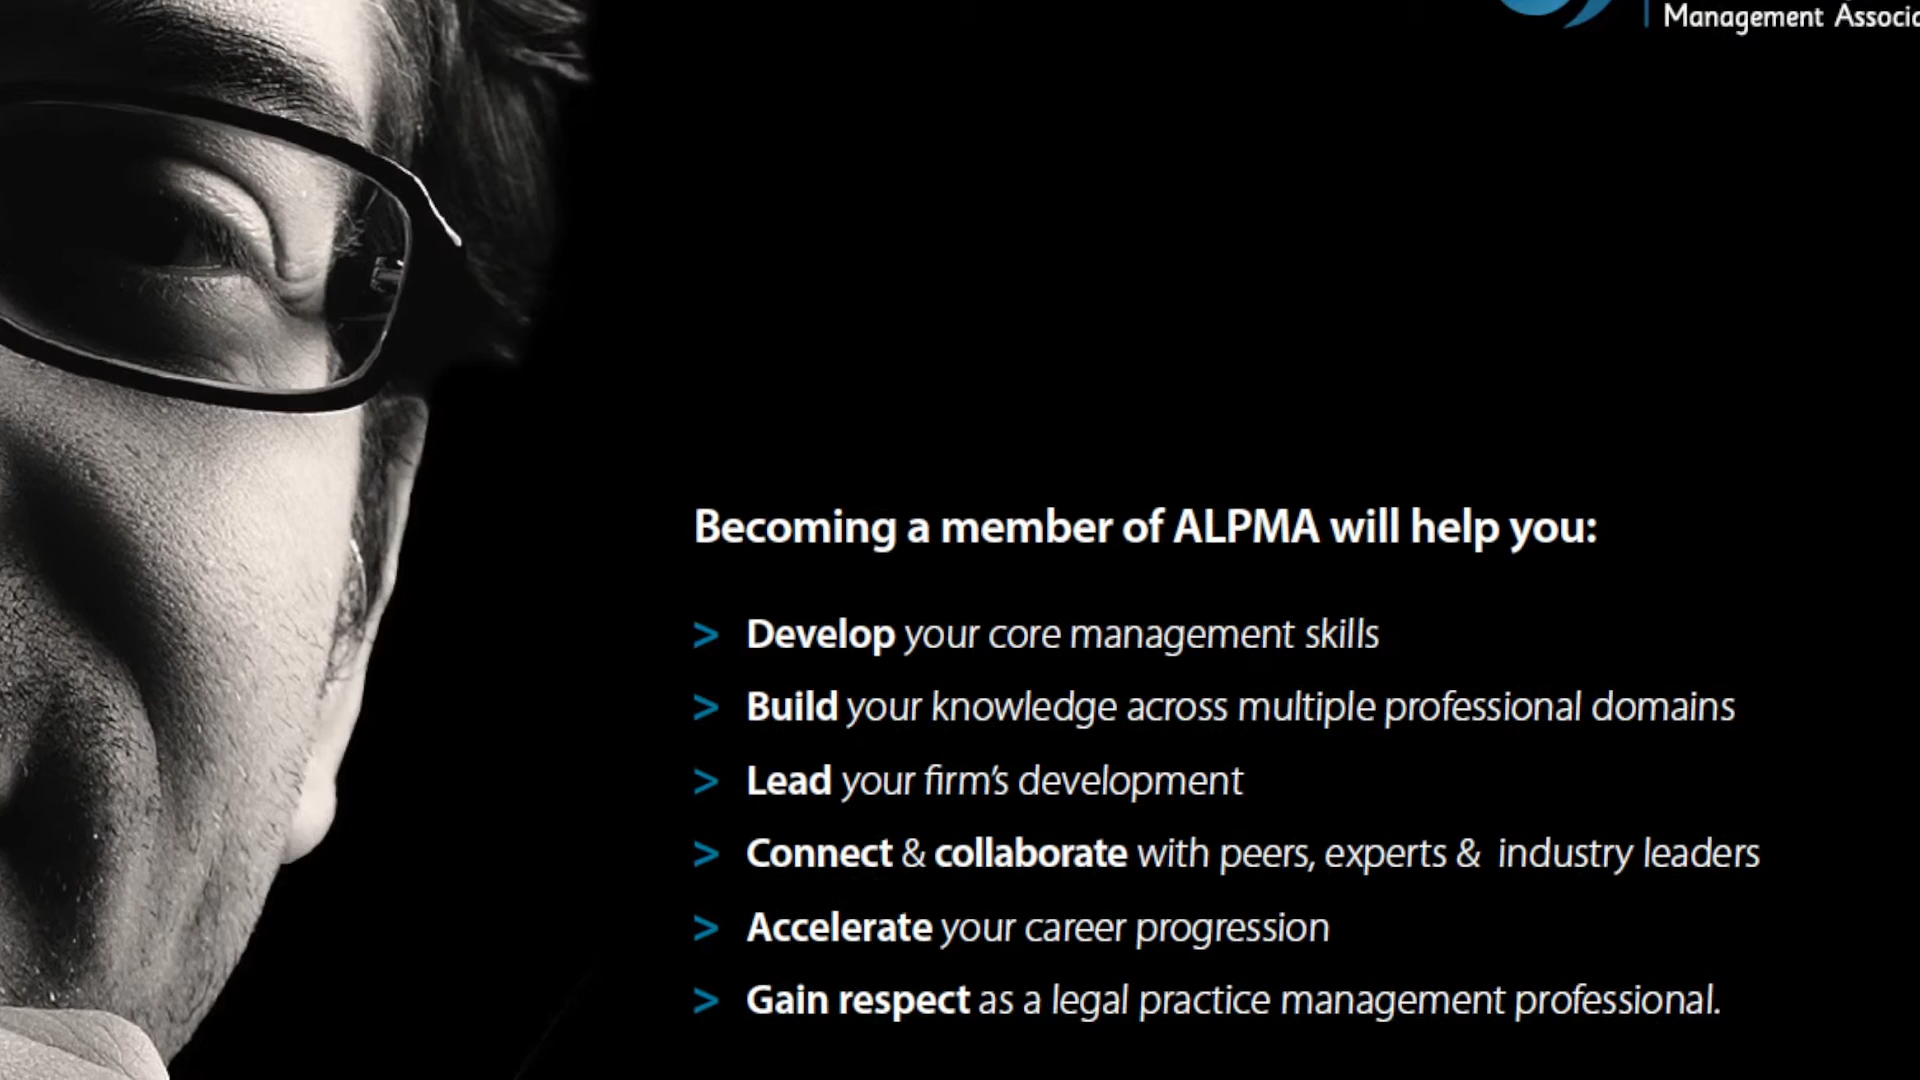 Management
Becoming a member of ALPMA will help you:
> Develop your core management skills
> Build your knowledge across multiple professional domains
> Lead your firm's development
> Connect & collaborate with peers, experts & industry leaders
> Accelerate your career progression
> Gain respect as a legal practice management professional.